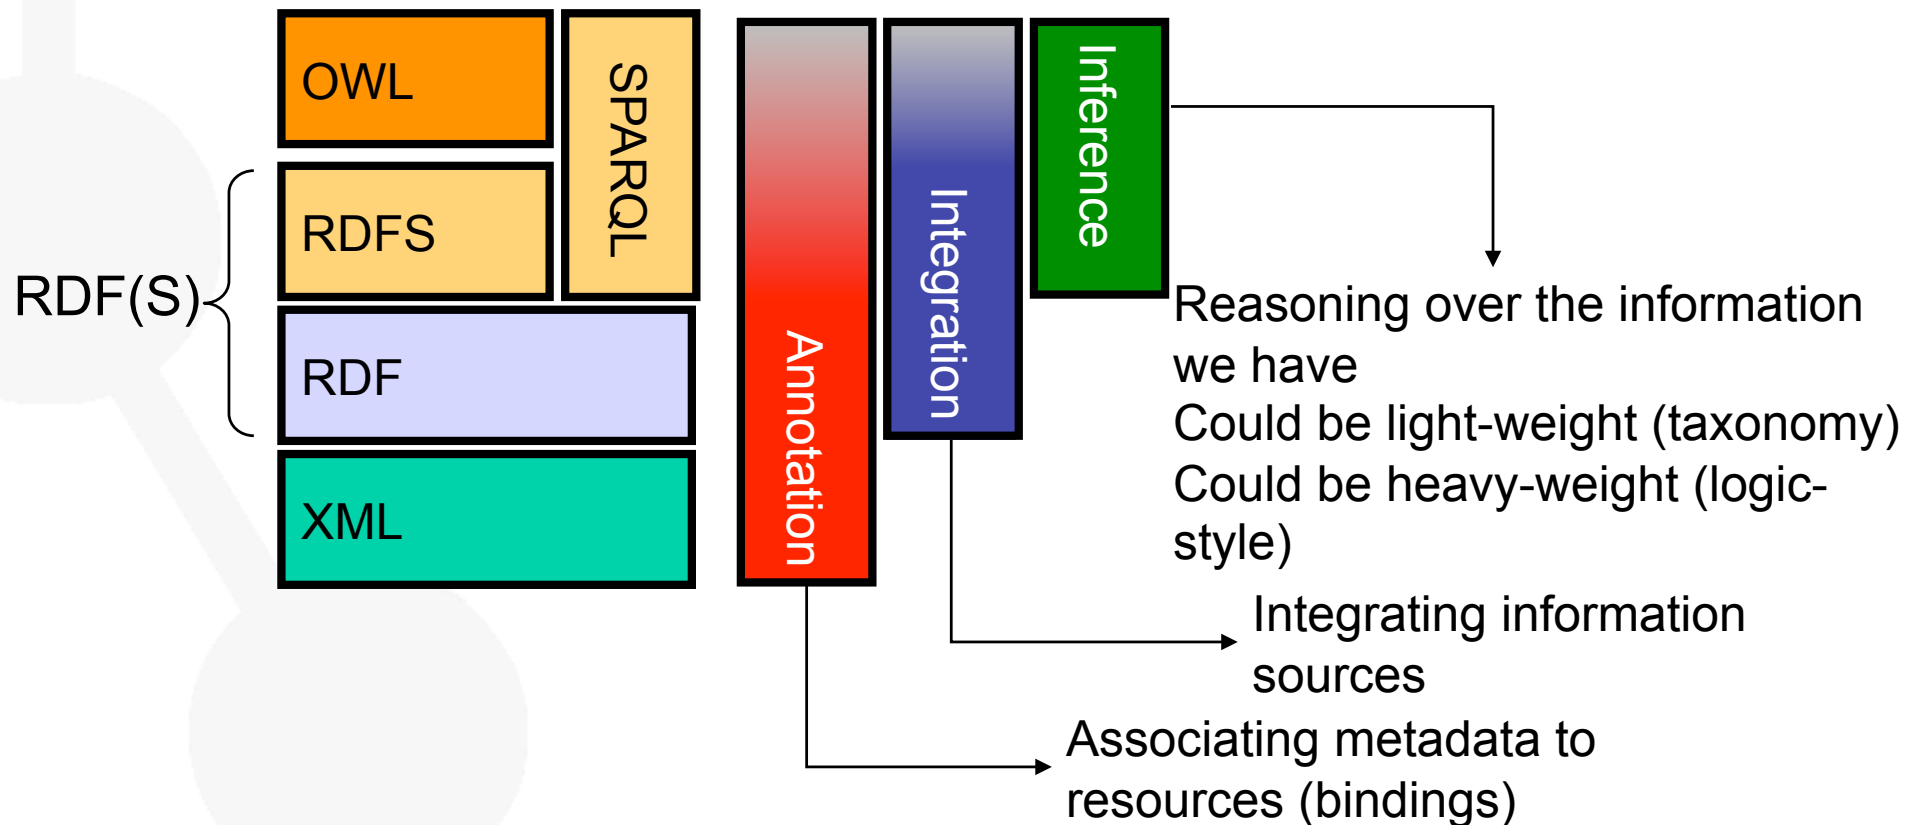 OWL
SPARQL
RDFS
RDF(S)
RDF
XML
Annotation
Integration
Inference
Reasoning over the information
we have
Could be light-weight (taxonomy)
Could be heavy-weight (logic-
style)
Integrating information
sources
Associating metadata to
resources (bindings)